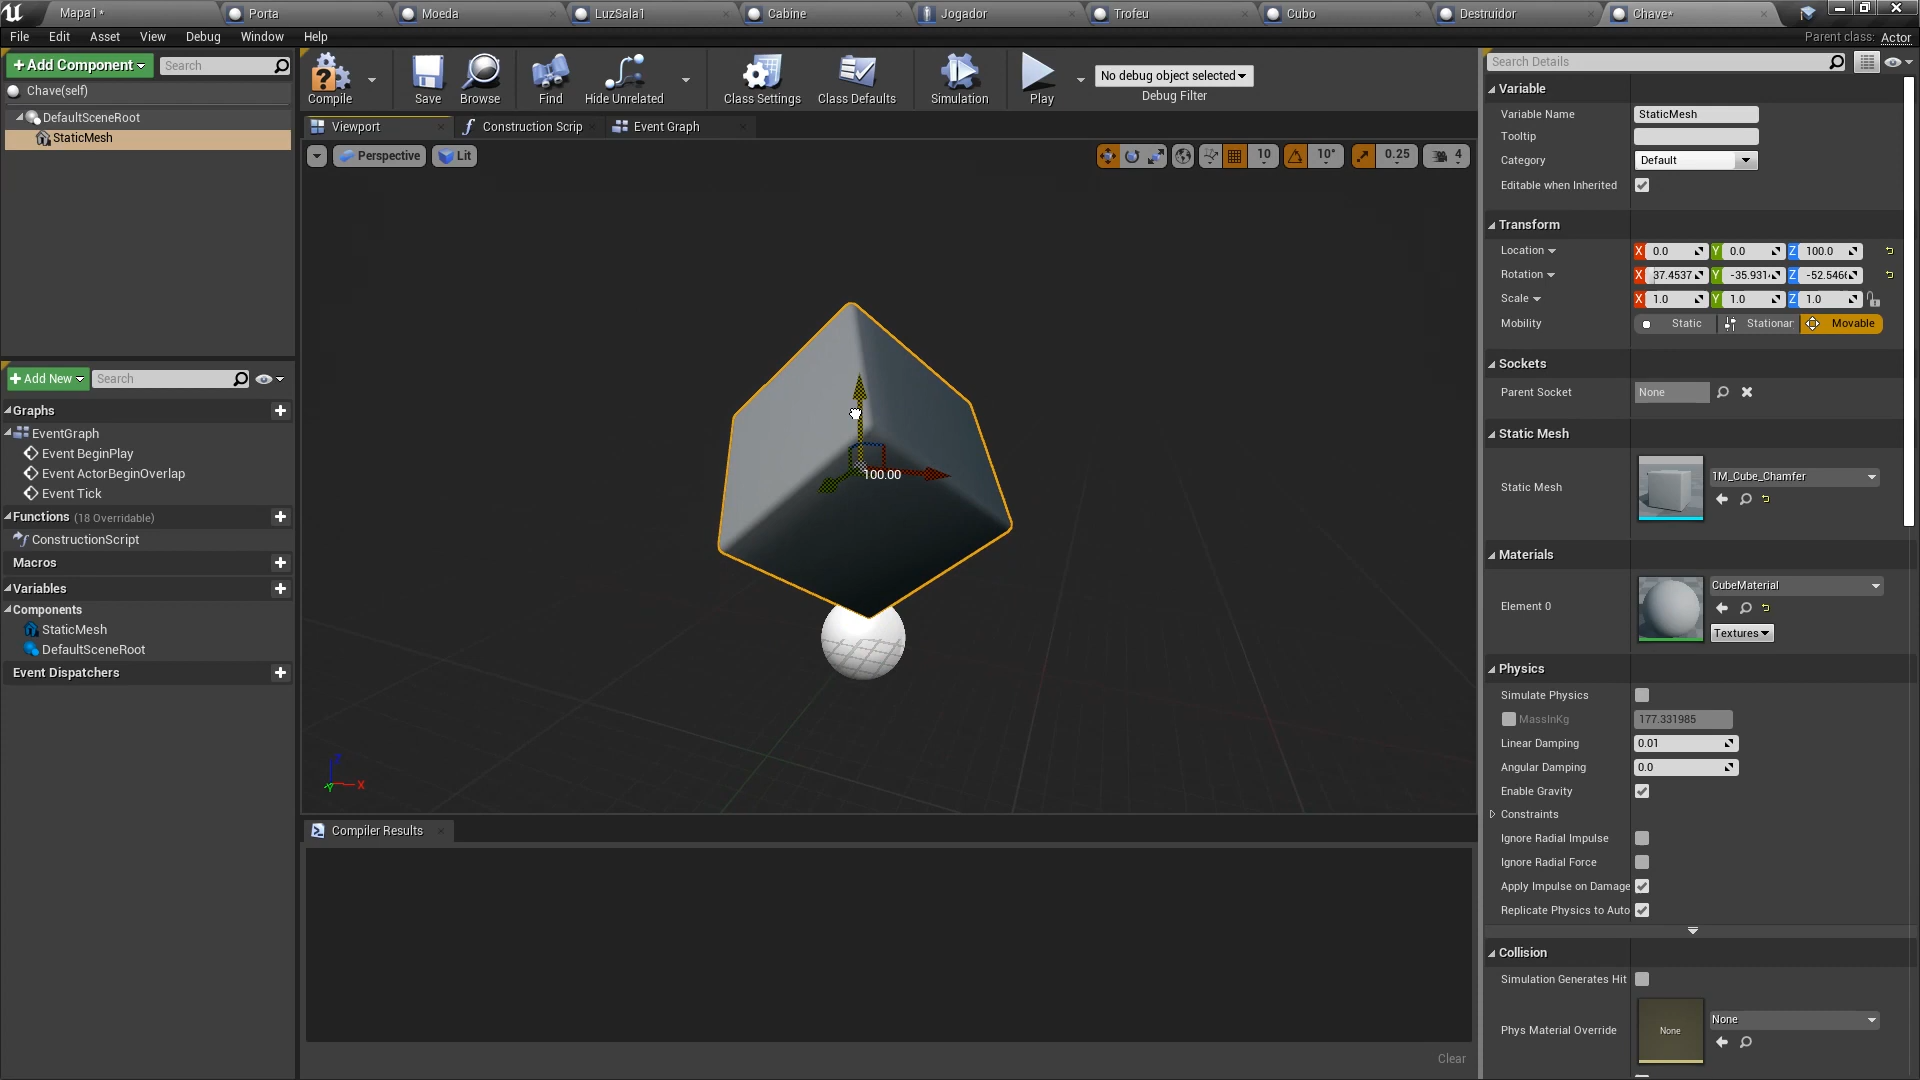 Mapa1*
Porta
Moeda
LuzSala1
Cabine
Jogador
Trofeu
Cubo
Destruidor
Chave*
File Edit Asset View Debug Window Help
Parent class: Actor
+ Add Component
Search
Chave(self)
DefaultSceneRoot
StaticMesh
Compile
Save
Browse
Find
Hide Unrelated
Class Settings
Class Defaults
Simulation
Play
No debug object selected
Debug Filter
Viewport
Construction Scrip
Event Graph
Perspective
Lit
10
10°
0.25
4
100.00
X
Z
Y
+ Add New
Search
Graphs
EventGraph
Event BeginPlay
Event ActorBeginOverlap
Event Tick
Functions (18 Overridable)
ConstructionScript
Macros
Variables
Components
StaticMesh
DefaultSceneRoot
Event Dispatchers
Compiler Results
Clear
Search Details
Variable
Variable Name StaticMesh
Tooltip
Category Default
Editable when Inherited
Transform
Location X 0.0 Y 0.0 Z 100.0
Rotation X 37.4537 Y -35.931 Z -52.546
Scale X 1.0 Y 1.0 Z 1.0
Mobility Static Stationar Movable
Sockets
Parent Socket None
Static Mesh
Static Mesh 1M_Cube_Chamfer
Materials
Element 0 CubeMaterial
Textures
Physics
Simulate Physics
MassInKg 177.331985
Linear Damping 0.01
Angular Damping 0.0
Enable Gravity
Constraints
Ignore Radial Impulse
Ignore Radial Force
Apply Impulse on Damage
Replicate Physics to Auto
Collision
Simulation Generates Hit
Phys Material Override None None